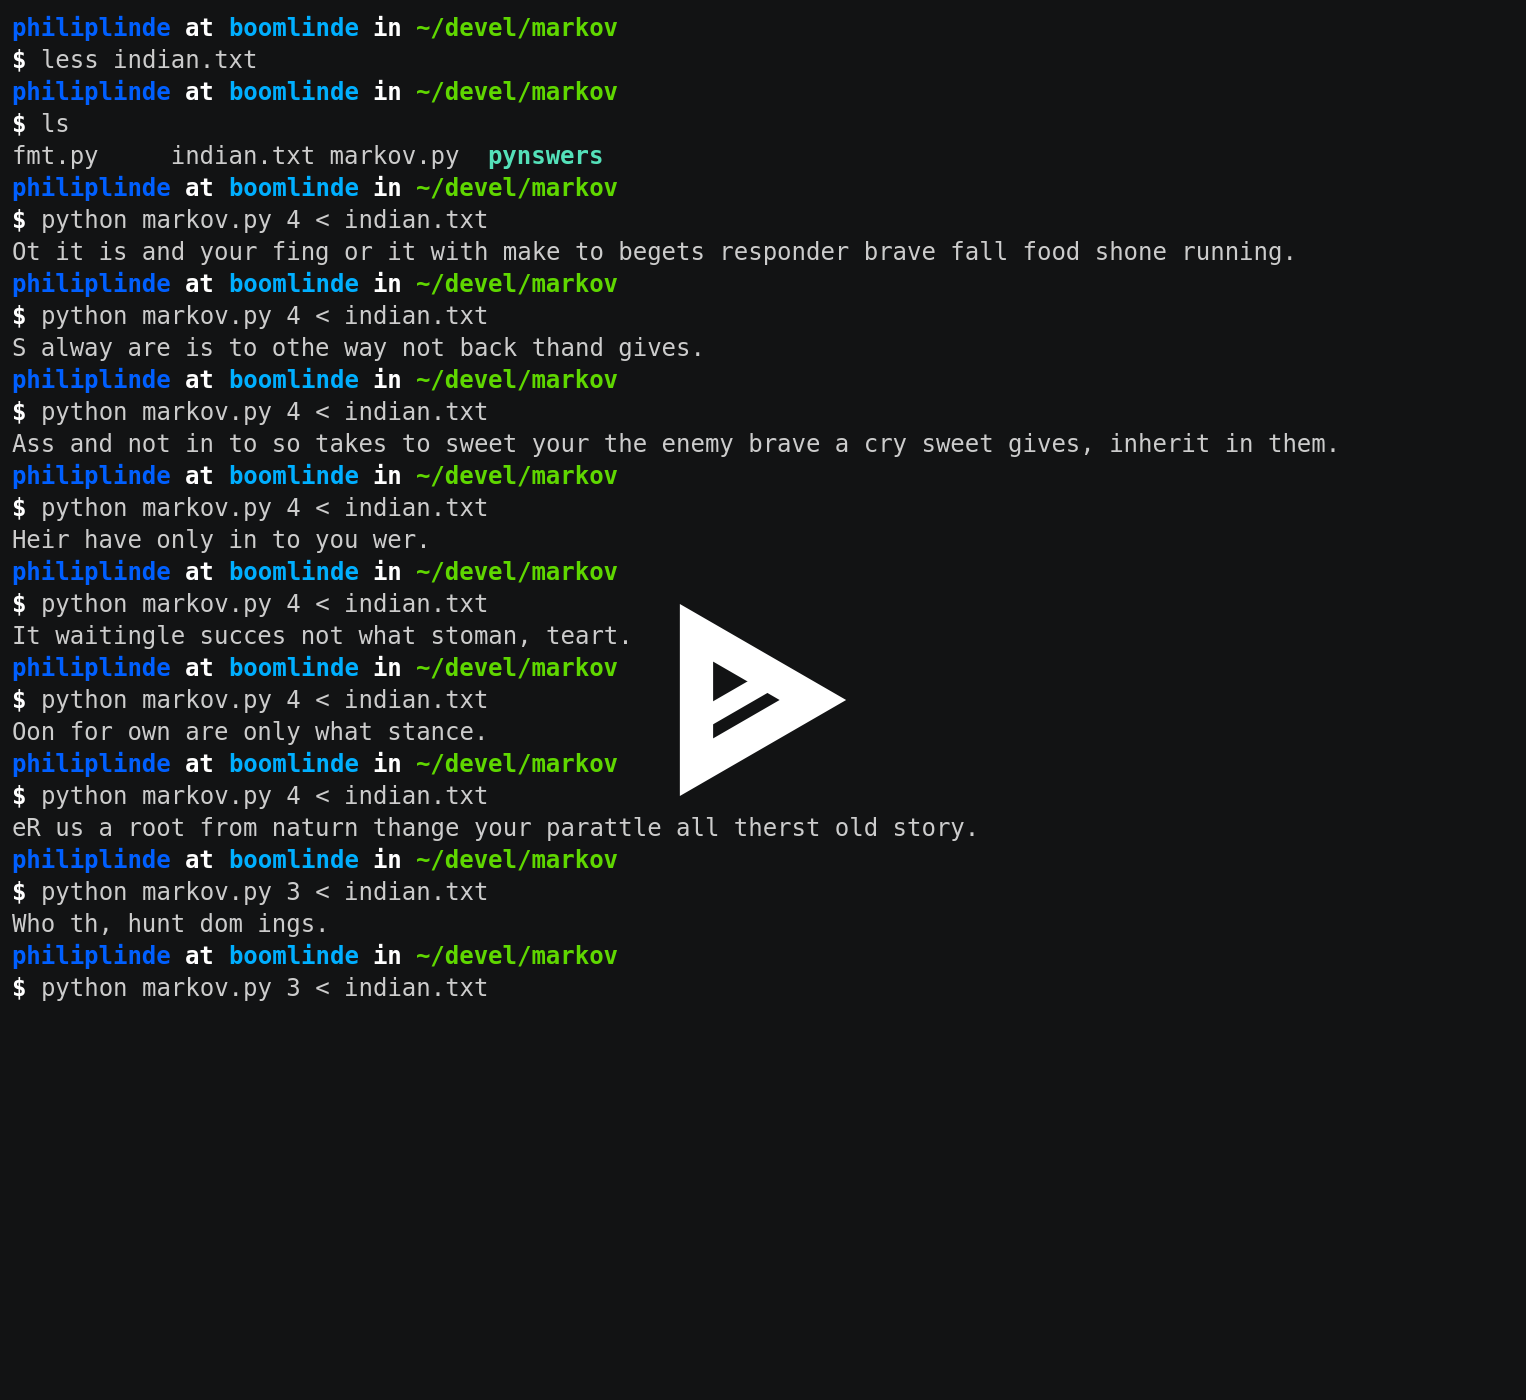 philiplinde at boomlinde in ~/devel/markov
$ less indian.txt
philiplinde at boomlinde in ~/devel/markov
$ ls
fmt.py     indian.txt markov.py  pynswers
philiplinde at boomlinde in ~/devel/markov
$ python markov.py 4 < indian.txt
Ot it is and your fing or it with make to begets responder brave fall food shone running.
philiplinde at boomlinde in ~/devel/markov
$ python markov.py 4 < indian.txt
S alway are is to othe way not back thand gives.
philiplinde at boomlinde in ~/devel/markov
$ python markov.py 4 < indian.txt
Ass and not in to so takes to sweet your the enemy brave a cry sweet gives, inherit in them.
philiplinde at boomlinde in ~/devel/markov
$ python markov.py 4 < indian.txt
Heir have only in to you wer.
philiplinde at boomlinde in ~/devel/markov
$ python markov.py 4 < indian.txt
It waitingle succes not what stoman, teart.
philiplinde at boomlinde in ~/devel/markov
$ python markov.py 4 < indian.txt
Oon for own are only what stance.
philiplinde at boomlinde in ~/devel/markov
$ python markov.py 4 < indian.txt
eR us a root from naturn thange your parattle all therst old story.
philiplinde at boomlinde in ~/devel/markov
$ python markov.py 3 < indian.txt
Who th, hunt dom ings.
philiplinde at boomlinde in ~/devel/markov
$ python markov.py 3 < indian.txt